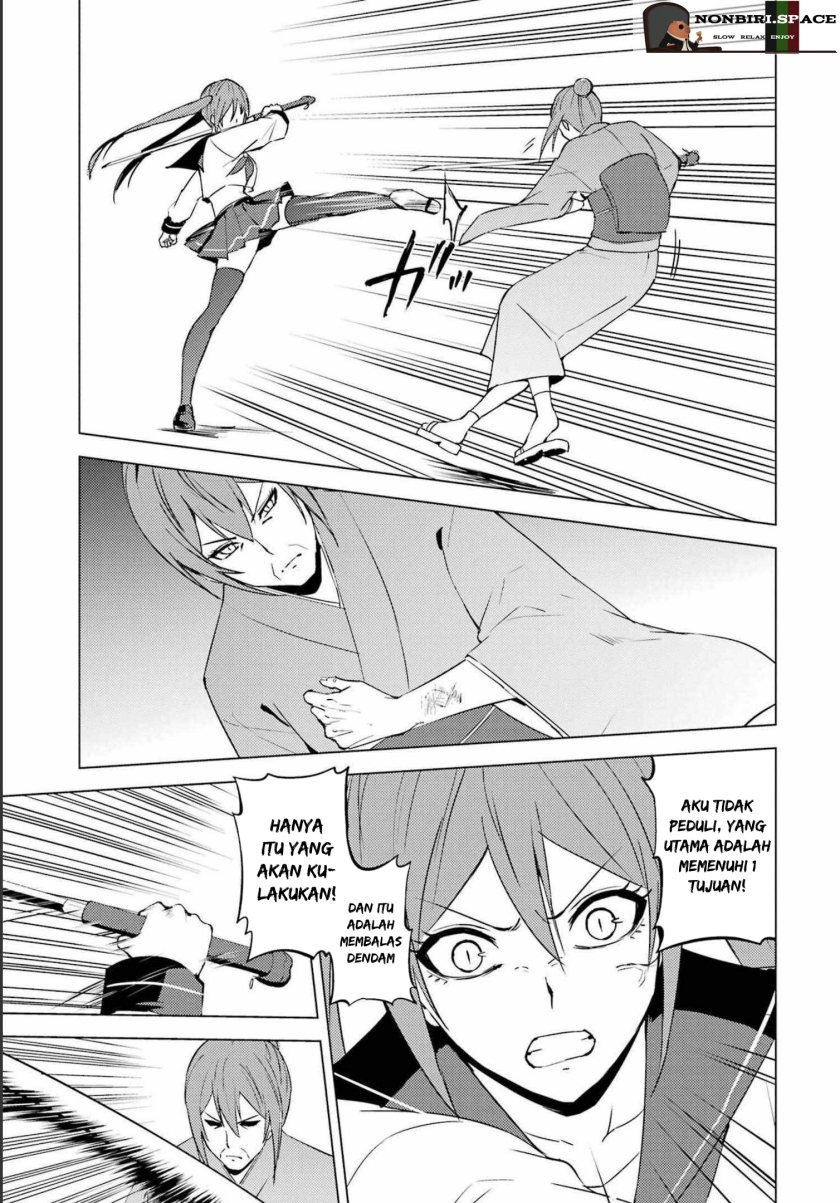 NONBIRI.SPACE
SLOW RELAX ENJOY
ガガッ
AKU TIDAK
PEDULI, YANG
UTAMA ADALAH
MEMENUHI 1
TUJUAN!
DAN ITU
ADALAH
MEMBALAS
DENDAM
HANYA
ITU YANG
AKAN KU-
LAKUKAN!